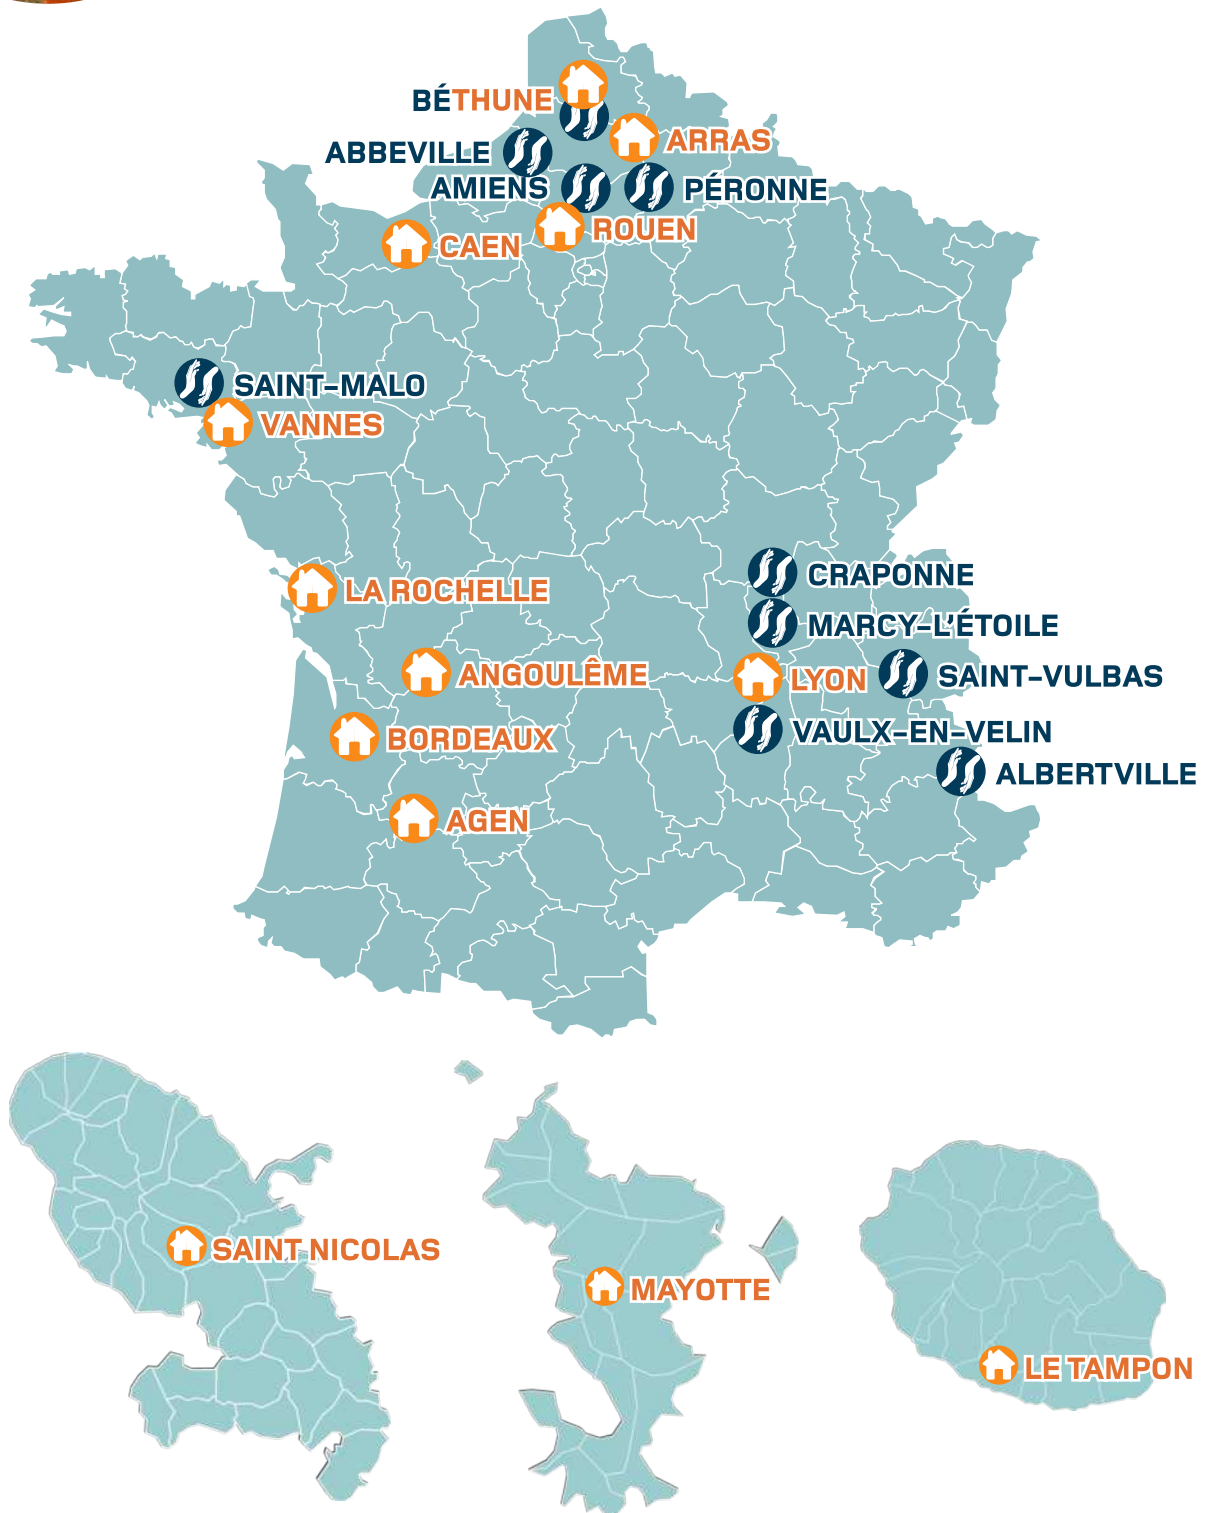 BÉTHUNE
ARRAS
ABBEVILLE
AMIENS
PÉRONNE
ROUEN
CAEN
SAINT–MALO
VANNES
CRAPONNE
LA ROCHELLE
MARCY–L'ÉTOILE
ANGOULÊME
LYON
SAINT–VULBAS
VAULX–EN–VELIN
BORDEAUX
ALBERTVILLE
AGEN
SAINT NICOLAS
MAYOTTE
LE TAMPON